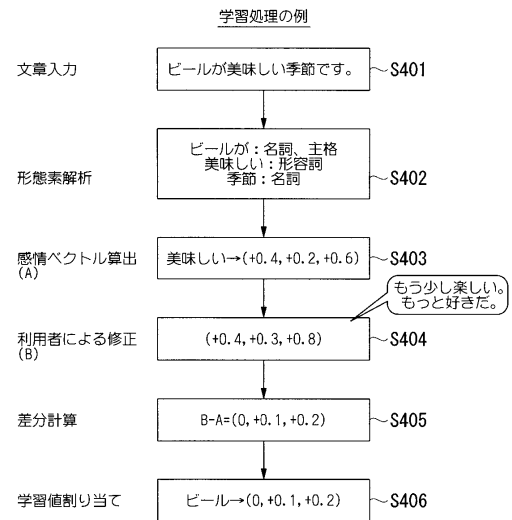 学習処理の例
文章入力
ビールが美味しい季節です。
S401
ビールが:名詞、主格
美味しい:形容詞
季節:名詞
形態素解析
S402
感情ベクトル算出
(A)
美味しい→(+0.4,+0.2,+0.6)
S403
もう少し楽しい。
もっと好きだ。
利用者による修正
(B)
(+0.4,+0.3,+0.8)
S404
差分計算
B-A=(0,+0.1,+0.2)
S405
学習値割り当て
ビール→(0,+0.1,+0.2)
S406